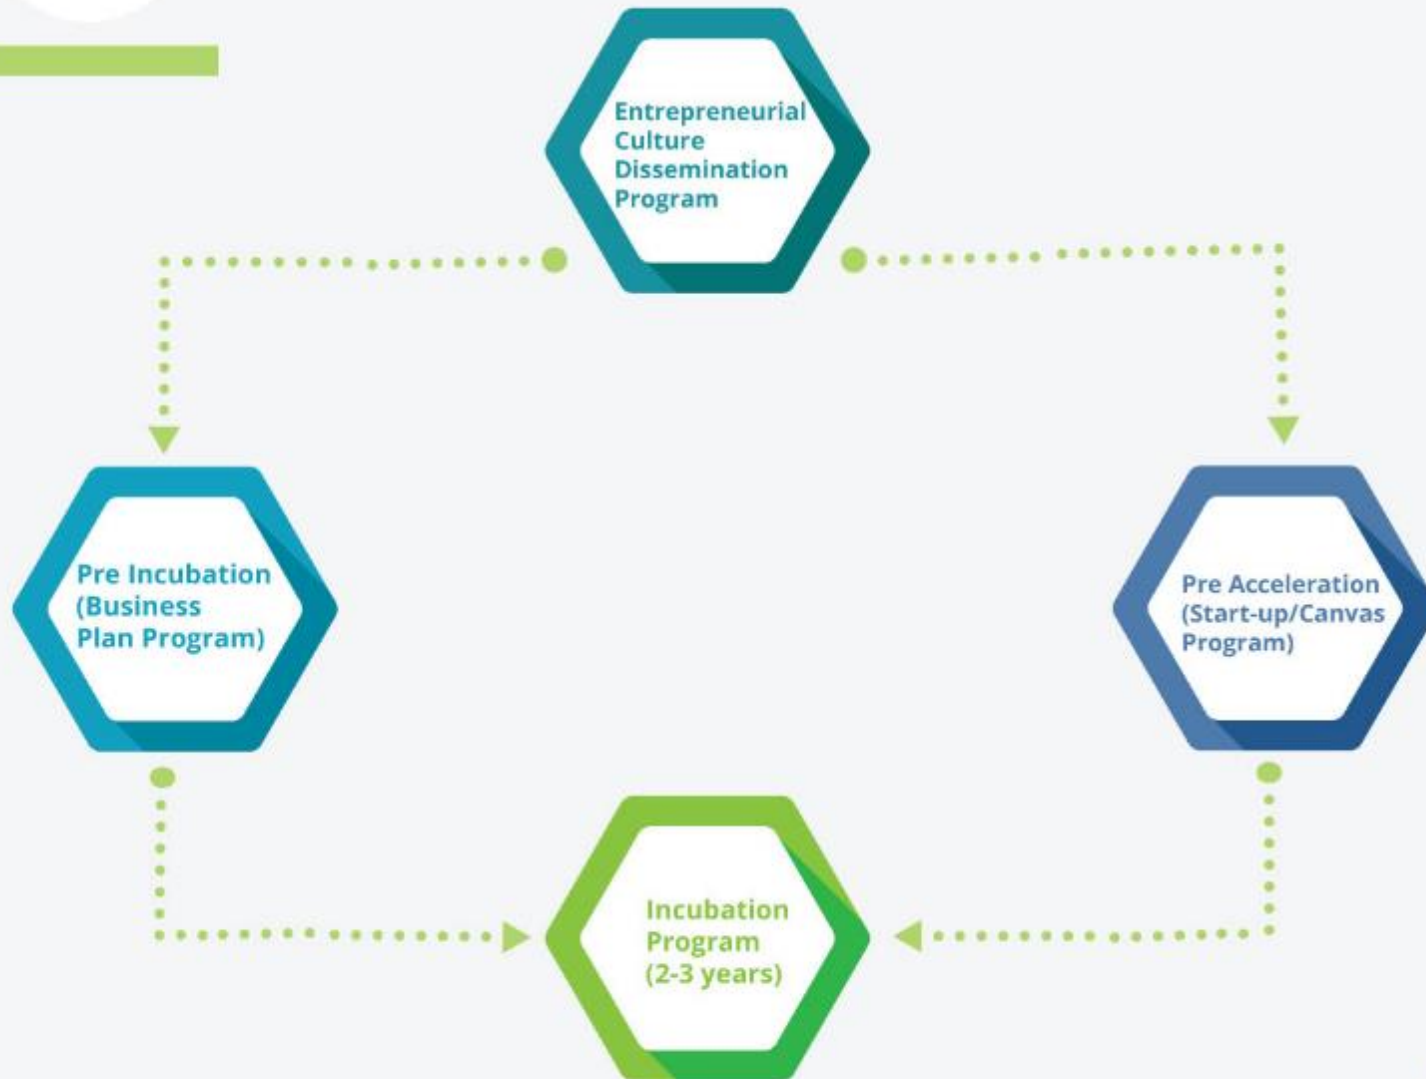 Entrepreneurial
Culture
Dissemination
Program
Pre Incubation
(Business
Plan Program)
Pre Acceleration
(Start-up/Canvas
Program)
Incubation
Program
(2-3 years)